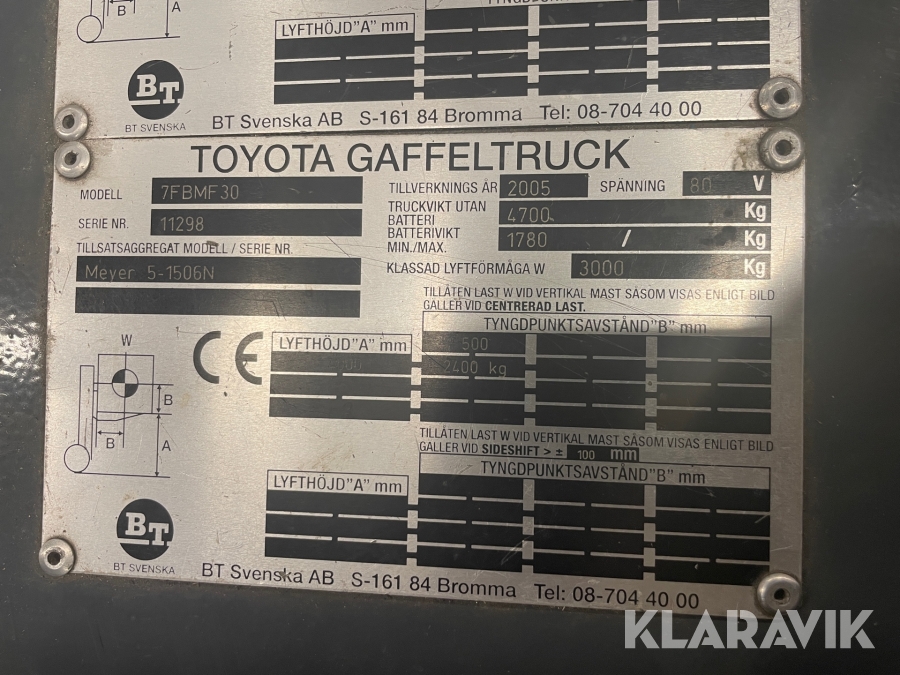 B
A
LYFTHÖJD"A" mm
BT
BT SVENSKA
BT Svenska AB S-161 84 Bromma Tel: 08-704 40 00
TOYOTA GAFFELTRUCK
MODELL 7FBMF30
SERIE NR. 11298
TILLSATSAGGREGAT MODELL / SERIE NR.
Meyer 5-1506N
TILLVERKNINGS ÅR 2005 SPÄNNING 80 V
TRUCKVIKT UTAN BATTERI 4700 Kg
BATTERIVIKT MIN./MAX. 1780 / Kg
KLASSAD LYFTFÖRMÅGA W 3000 Kg
TILLÅTEN LAST W VID VERTIKAL MAST SÅSOM VISAS ENLIGT BILD
GÄLLER VID CENTRERAD LAST.
LYFTHÖJD"A" mm
TYNGDPUNKTSAVSTÅND"B" mm
500
2400 kg
W
B
B
A
CE
TILLÅTEN LAST W VID VERTIKAL MAST SÅSOM VISAS ENLIGT BILD
GÄLLER VID SIDESHIFT > ± 100 mm
LYFTHÖJD"A" mm
TYNGDPUNKTSAVSTÅND"B" mm
BT
BT SVENSKA
BT Svenska AB S-161 84 Bromma Tel: 08-704 40 00
KLARAVIK